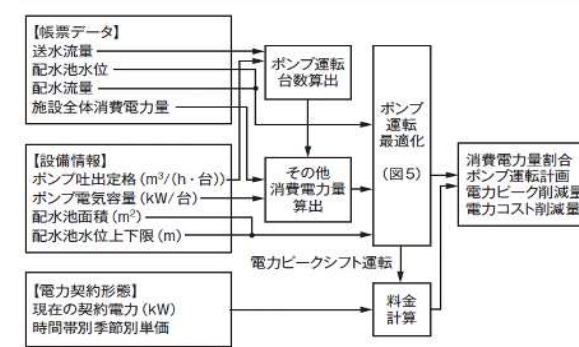 【帳票データ】
送水流量
配水池水位
配水流量
施設全体消費電力量
【設備情報】
ポンプ吐出定格(m³/(h・台))
ポンプ電気容量(kW/台)
配水池面積(m²)
配水池水位上下限(m)
【電力契約形態】
現在の契約電力(kW)
時間帯別季節別単価
ポンプ運転
台数算出
その他
消費電力量
算出
ポンプ
運転
最適化
(図5)
電力ピークシフト運転
料金
計算
消費電力量割合
ポンプ運転計画
電力ピーク削減量
電力コスト削減量